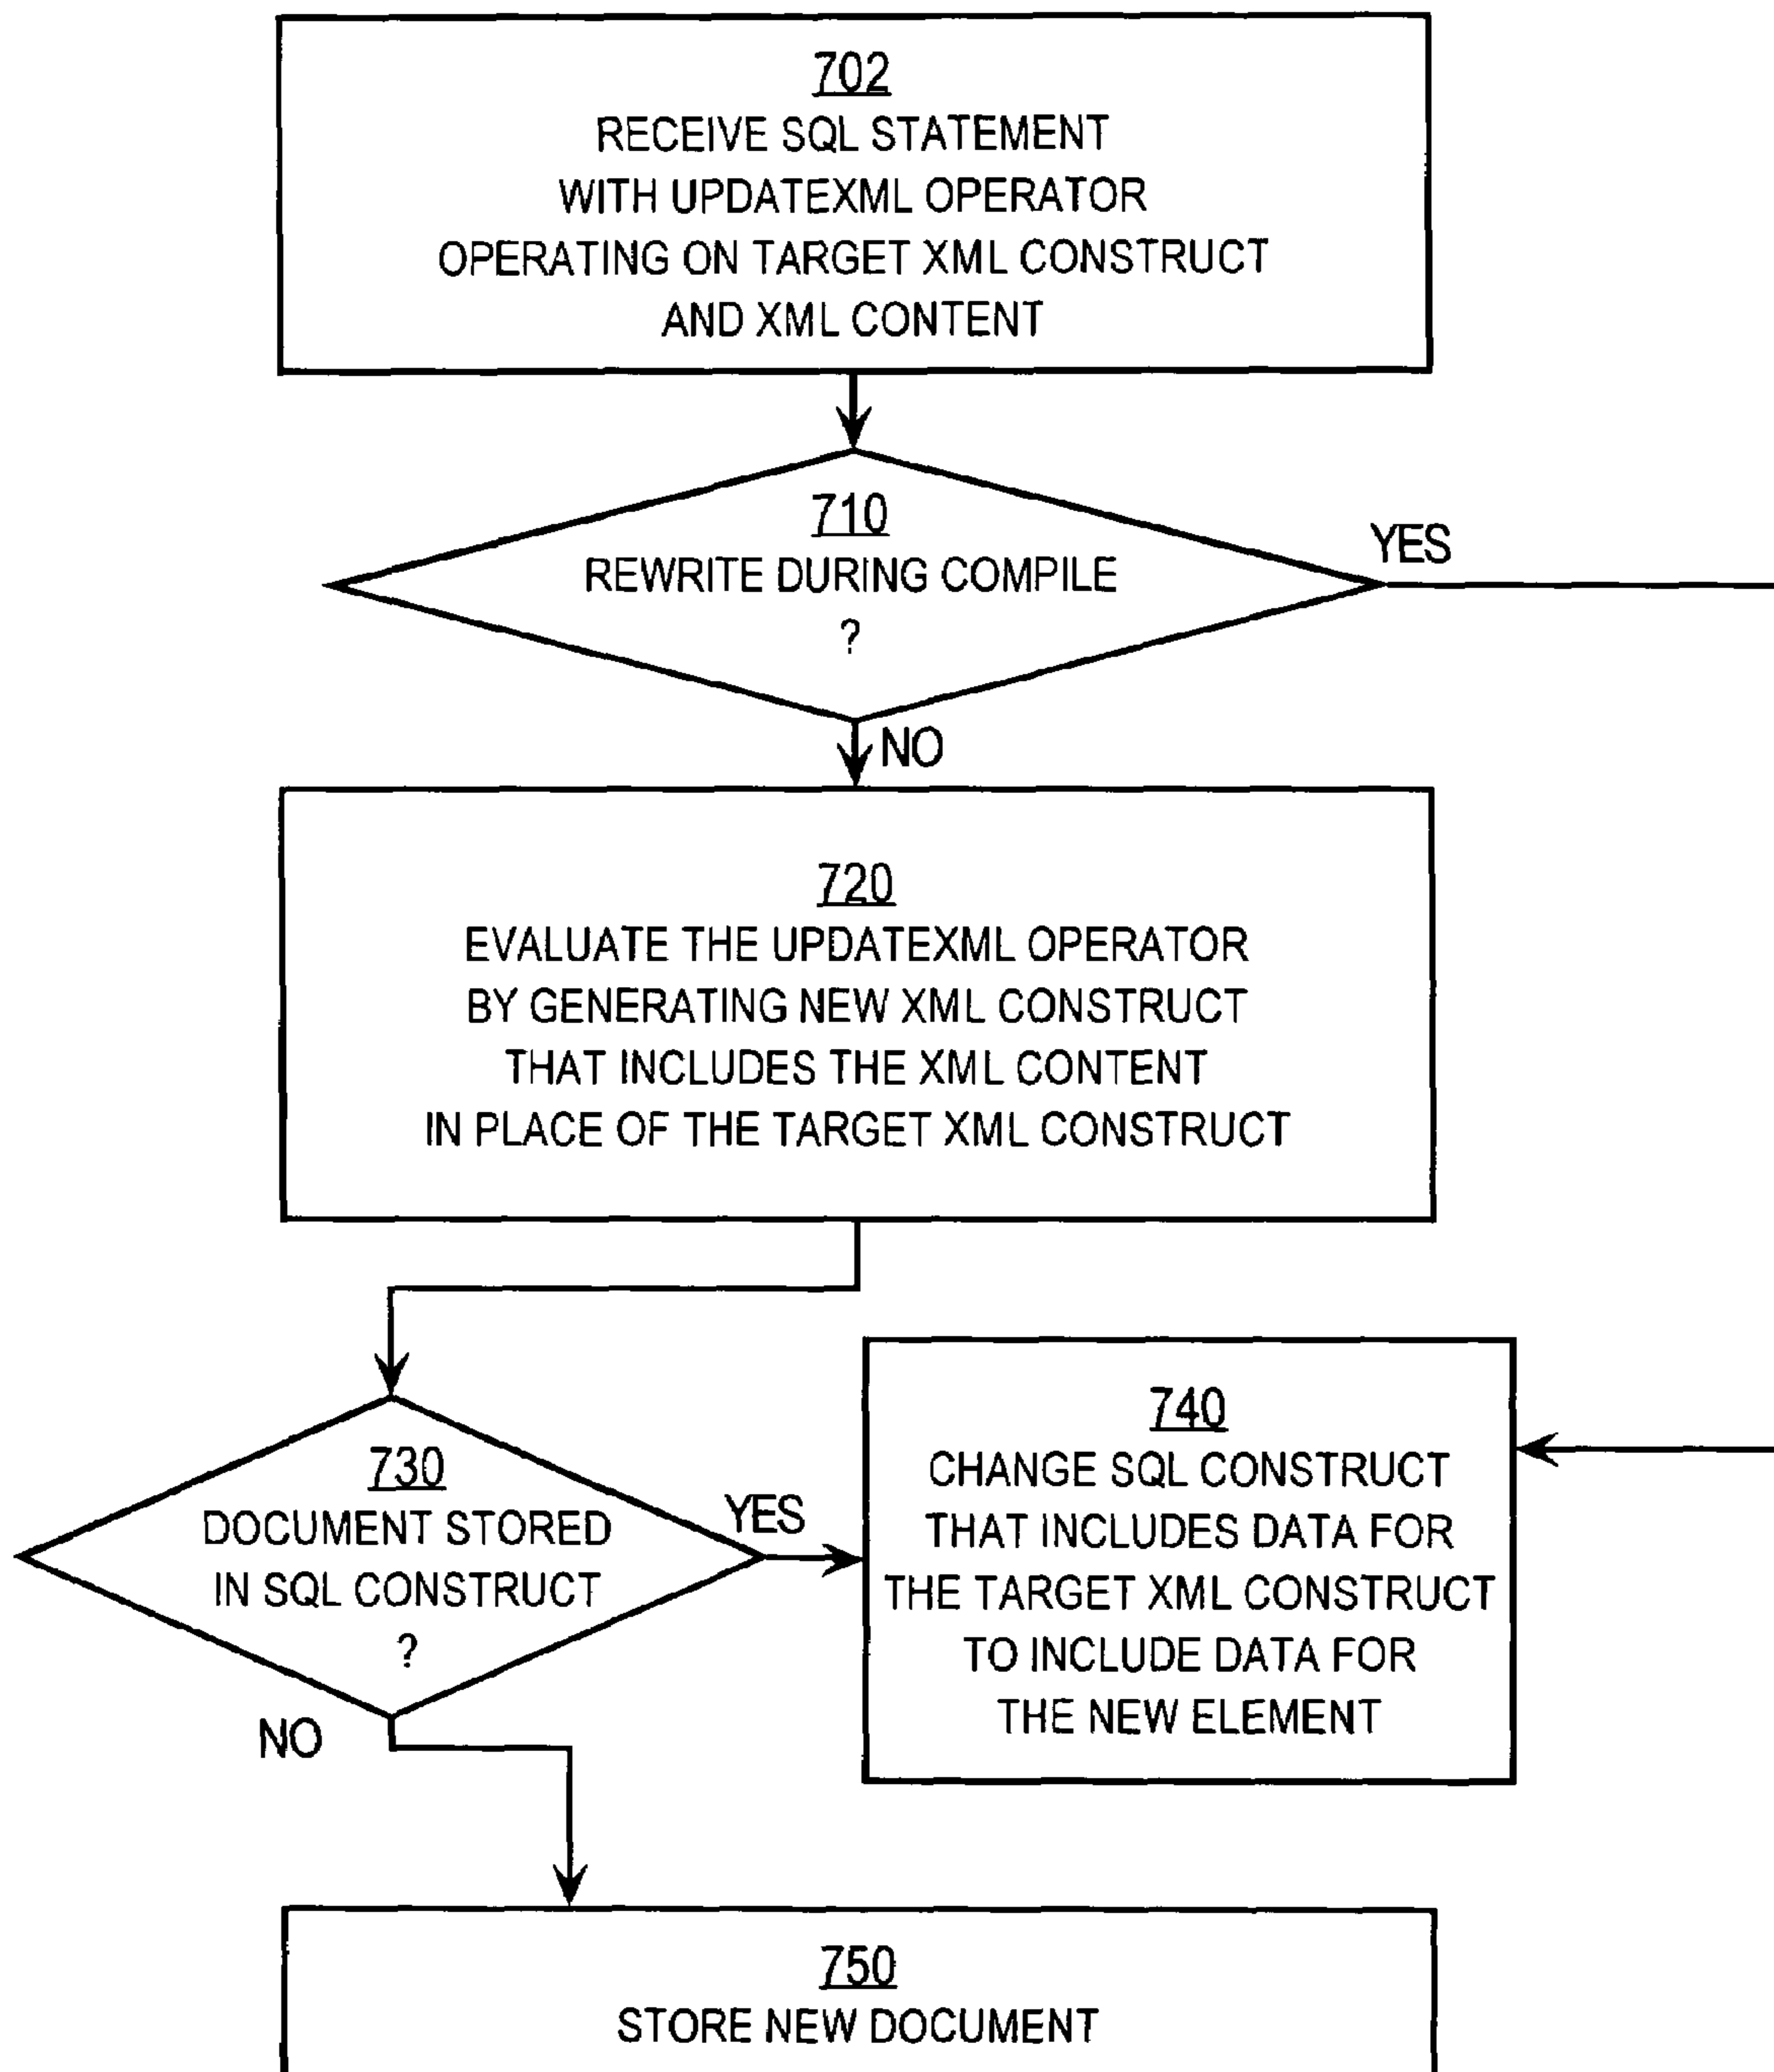 702
RECEIVE SQL STATEMENT
WITH UPDATEXML OPERATOR
OPERATING ON TARGET XML CONSTRUCT
AND XML CONTENT
710
REWRITE DURING COMPILE
?
YES
NO
720
EVALUATE THE UPDATEXML OPERATOR
BY GENERATING NEW XML CONSTRUCT
THAT INCLUDES THE XML CONTENT
IN PLACE OF THE TARGET XML CONSTRUCT
730
DOCUMENT STORED
IN SQL CONSTRUCT
?
YES
NO
740
CHANGE SQL CONSTRUCT
THAT INCLUDES DATA FOR
THE TARGET XML CONSTRUCT
TO INCLUDE DATA FOR
THE NEW ELEMENT
750
STORE NEW DOCUMENT